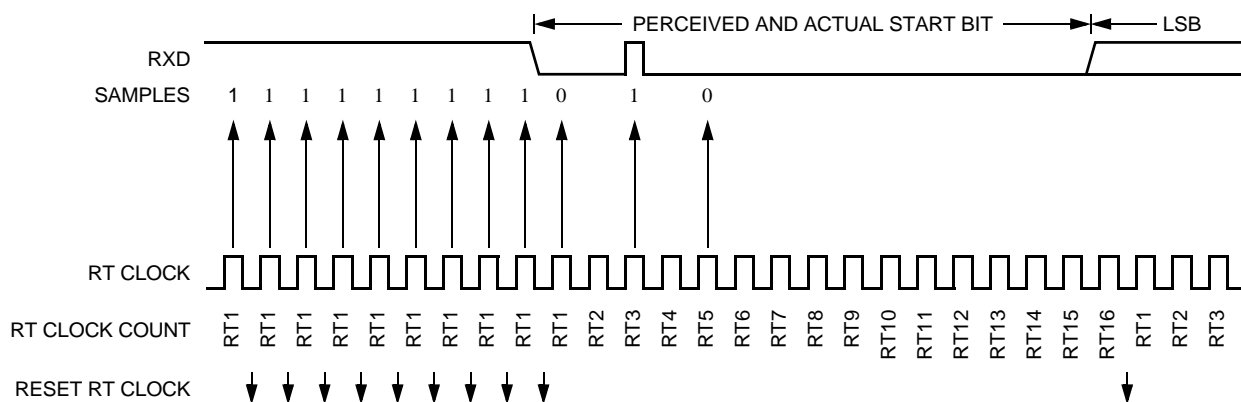 PERCEIVED AND ACTUAL START BIT LSB
RXD
SAMPLES 1 1 1 1 1 1 1 1 1 0 1 0
RT CLOCK
RT CLOCK COUNT RT1 RT1 RT1 RT1 RT1 RT1 RT1 RT1 RT1 RT1 RT2 RT3 RT4 RT5 RT6 RT7 RT8 RT9 RT10 RT11 RT12 RT13 RT14 RT15 RT16 RT1 RT2 RT3
RESET RT CLOCK